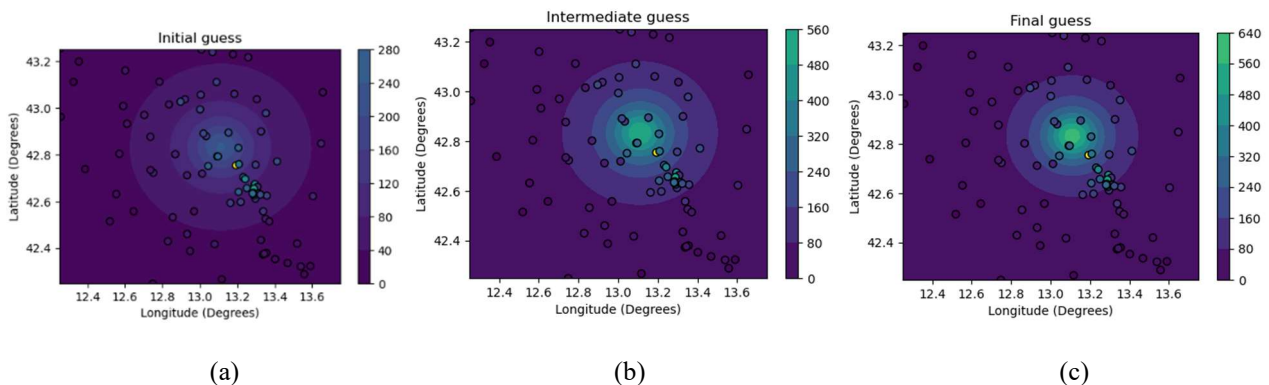 Initial guess
43.2
43.0
42.8
42.6
42.4
12.4 12.6 12.8 13.0 13.2 13.4 13.6
Latitude (Degrees)
Longitude (Degrees)
280
240
200
160
120
80
40
0
(a)
Intermediate guess
43.2
43.0
42.8
42.6
42.4
12.4 12.6 12.8 13.0 13.2 13.4 13.6
Latitude (Degrees)
Longitude (Degrees)
560
480
400
320
240
160
80
0
(b)
Final guess
43.2
43.0
42.8
42.6
42.4
12.4 12.6 12.8 13.0 13.2 13.4 13.6
Latitude (Degrees)
Longitude (Degrees)
640
560
480
400
320
240
160
80
0
(c)